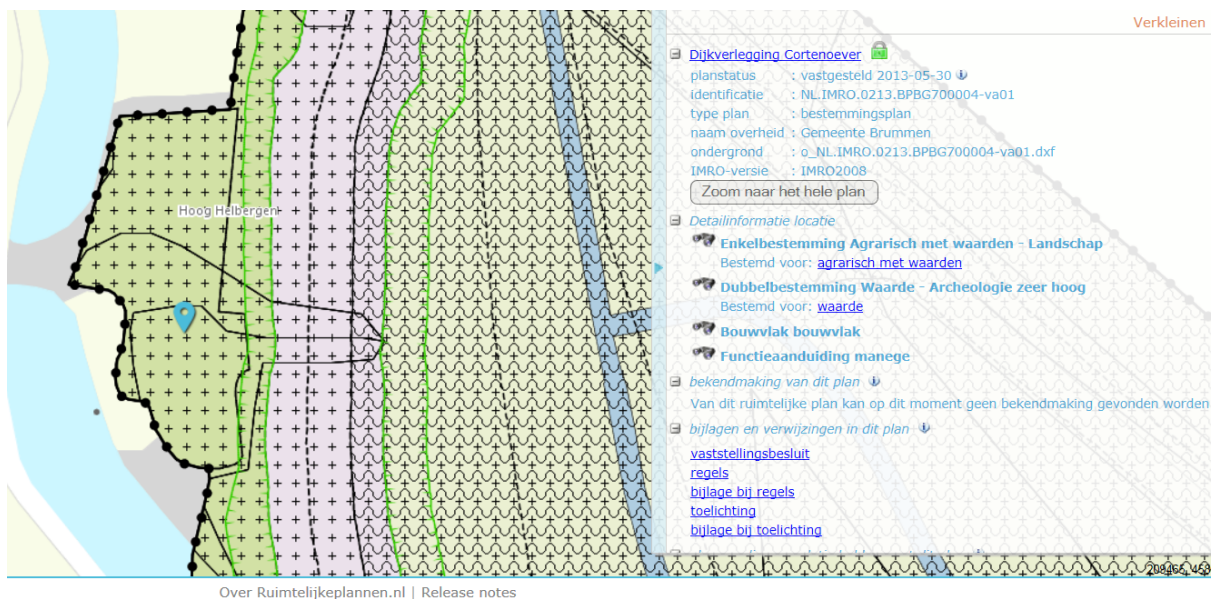 Verkleinen
Hoog Helbergen
Dijkverlegging Cortenoever
planstatus : vastgesteld 2013-05-30
identificatie : NL.IMRO.0213.BPBG700004-va01
type plan : bestemmingsplan
naam overheid : Gemeente Brummen
ondergrond : o_NL.IMRO.0213.BPBG700004-va01.dxf
IMRO-versie : IMRO2008
Zoom naar het hele plan
Detailinformatie locatie
Enkelbestemming Agrarisch met waarden - Landschap
Bestemd voor: agrarisch met waarden
Dubbelbestemming Waarde - Archeologie zeer hoog
Bestemd voor: waarde
Bouwvlak bouwvlak
Functieaanduiding manege
bekendmaking van dit plan
Van dit ruimtelijke plan kan op dit moment geen bekendmaking gevonden worden
bijlagen en verwijzingen in dit plan
vaststellingsbesluit
regels
bijlage bij regels
toelichting
bijlage bij toelichting
Over Ruimtelijkeplannen.nl | Release notes